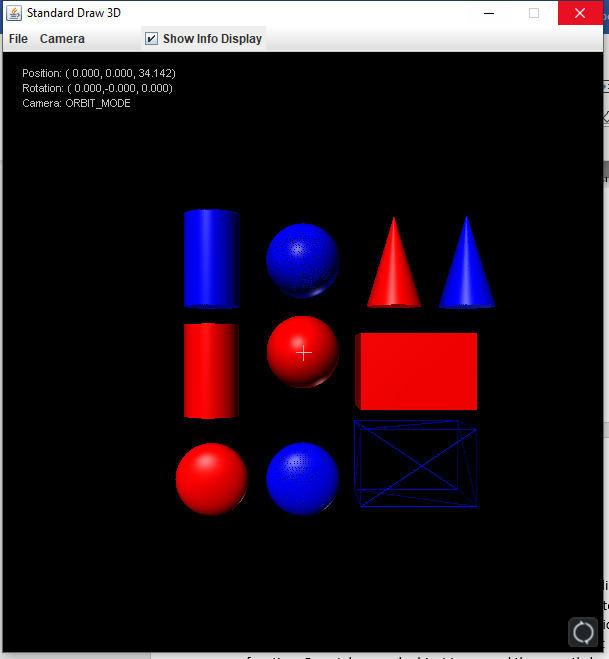 Standard Draw 3D
File Camera Show Info Display
Position: ( 0.000, 0.000, 34.142)
Rotation: ( 0.000,-0.000, 0.000)
Camera: ORBIT_MODE